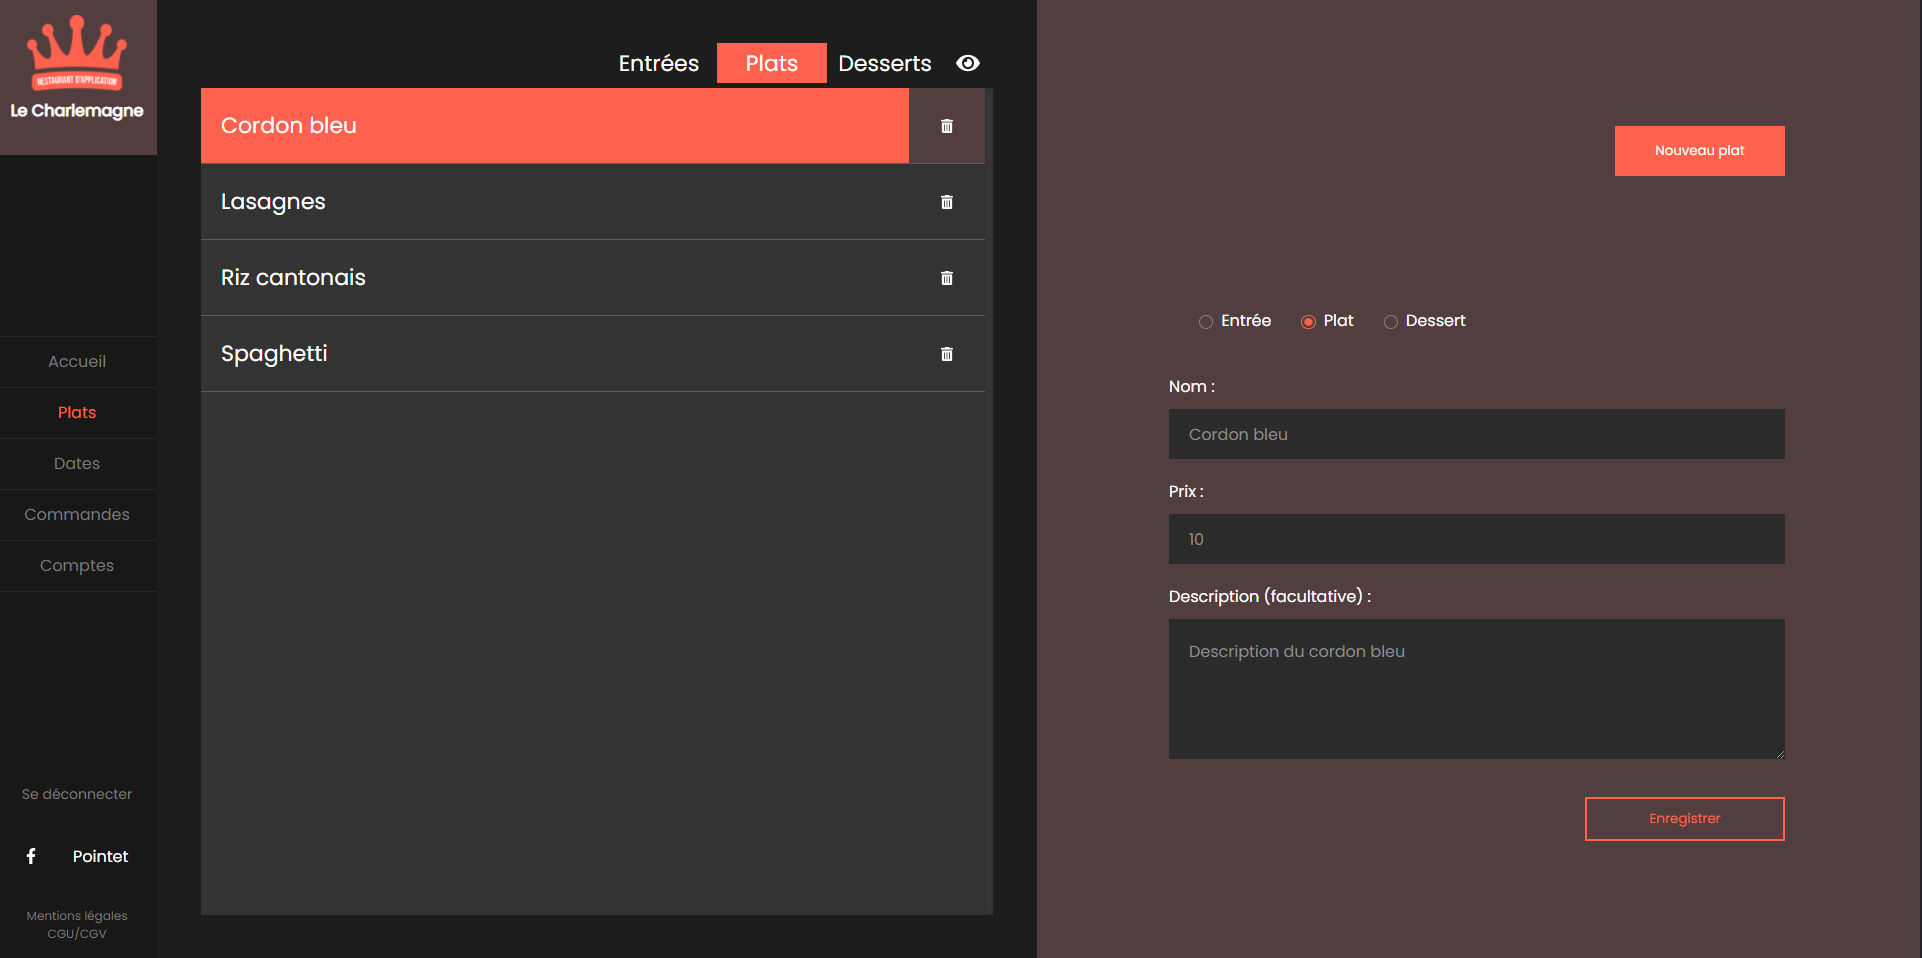 RESTAURANT D'APPLICATION
Le Charlemagne
Accueil
Plats
Dates
Commandes
Comptes
Se déconnecter
Pointet
Mentions légales
CGU/CGV
Entrées Plats Desserts
Cordon bleu
Lasagnes
Riz cantonais
Spaghetti
Nouveau plat
Entrée Plat Dessert
Nom :
Cordon bleu
Prix :
10
Description (facultative) :
Description du cordon bleu
Enregistrer